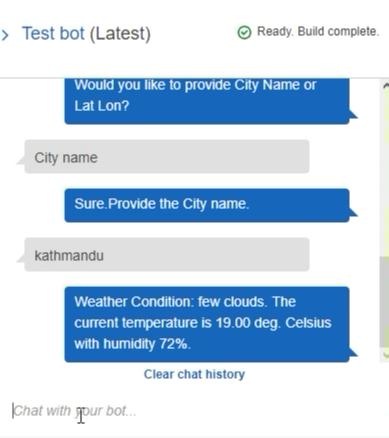 Test bot (Latest)
Ready. Build complete.
Would you like to provide City Name or
Lat Lon?
City name
Sure.Provide the City name.
kathmandu
Weather Condition: few clouds. The
current temperature is 19.00 deg. Celsius
with humidity 72%.
Clear chat history
Chat with your bot...